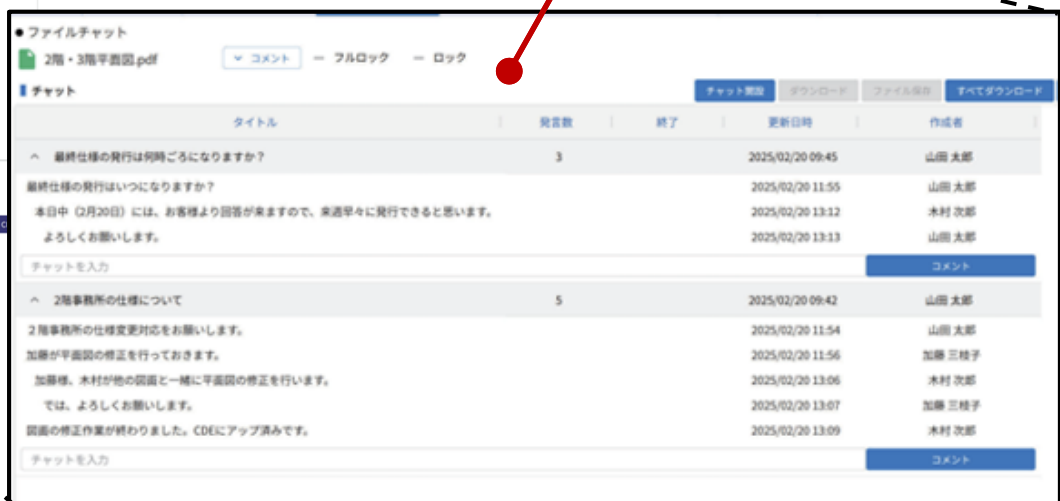 ● ファイルチャット
2階・3階平面図.pdf コメント ー フルロック ー ロック
チャット チャット開設 ダウンロード ファイル保存 すべてダウンロード
タイトル 発言数 終了 更新日時 作成者
最終仕様の発行は何時ごろになりますか？ 3 2025/02/20 09:45 山田 太郎
最終仕様の発行はいつになりますか？ 2025/02/20 11:55 山田 太郎
本日中（2月20日）には、お客様より回答が来ますので、来週早々に発行できると思います。 2025/02/20 13:12 木村 次郎
よろしくお願いします。 2025/02/20 13:13 山田 太郎
チャットを入力 コメント
2階事務所の仕様について 5 2025/02/20 09:42 山田 太郎
２階事務所の仕様変更対応をお願いします。 2025/02/20 11:54 山田 太郎
加藤が平面図の修正を行っておきます。 2025/02/20 11:56 加藤 三桂子
加藤様、木村が他の図面と一緒に平面図の修正を行います。 2025/02/20 13:06 木村 次郎
では、よろしくお願いします。 2025/02/20 13:07 加藤 三桂子
図面の修正作業が終わりました。CDEにアップ済みです。 2025/02/20 13:09 木村 次郎
チャットを入力 コメント